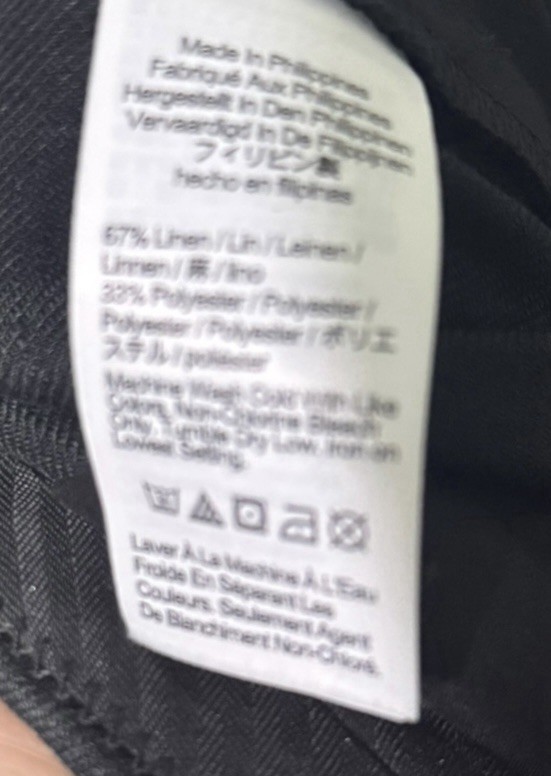 Made In Philippines
Fabriqué Aux Philippines
Hergestellt In Den Philippinen
Vervaardigd In De Filippijnen
フィリピン製
hecho en filipinas
67% Linen / Lin / Leinen /
Linnen / 麻 / lino
33% Polyester / Polyester /
Polyester / Polyester / ポリエ
ステル / poliéster
Machine Wash Cold With Like
Colors, Non-Chlorine Bleach
Only, Tumble Dry Low, Iron on
Lowest Setting.
Laver À La Machine À L'Eau
Froide En Séparant Les
Couleurs, Seulement Agent
De Blanchiment Non-Chloré.